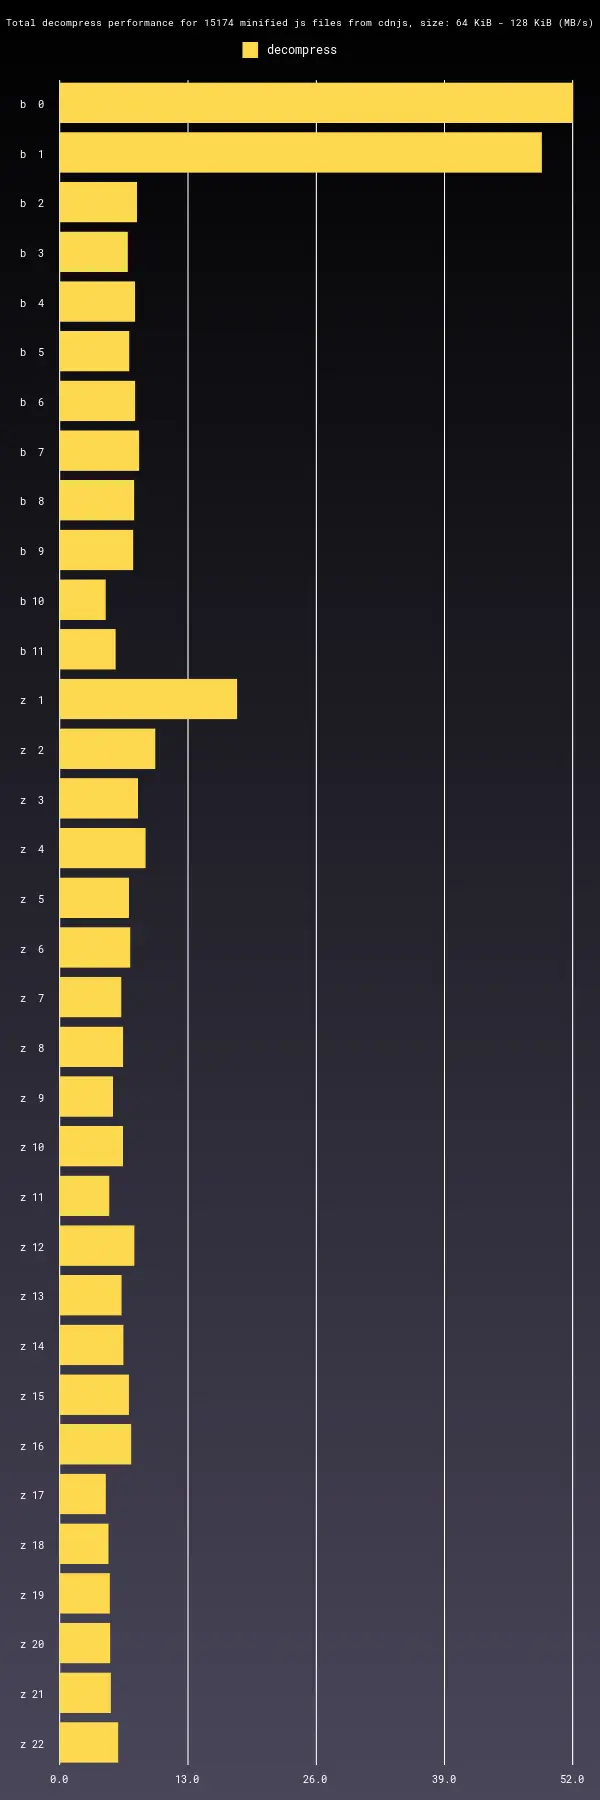 Total decompress performance for 15174 minified js files from cdnjs, size: 64 KiB - 128 KiB (MB/s)
decompress
b 0
b 1
b 2
b 3
b 4
b 5
b 6
b 7
b 8
b 9
b 10
b 11
z 1
z 2
z 3
z 4
z 5
z 6
z 7
z 8
z 9
z 10
z 11
z 12
z 13
z 14
z 15
z 16
z 17
z 18
z 19
z 20
z 21
z 22
0.0 13.0 26.0 39.0 52.0